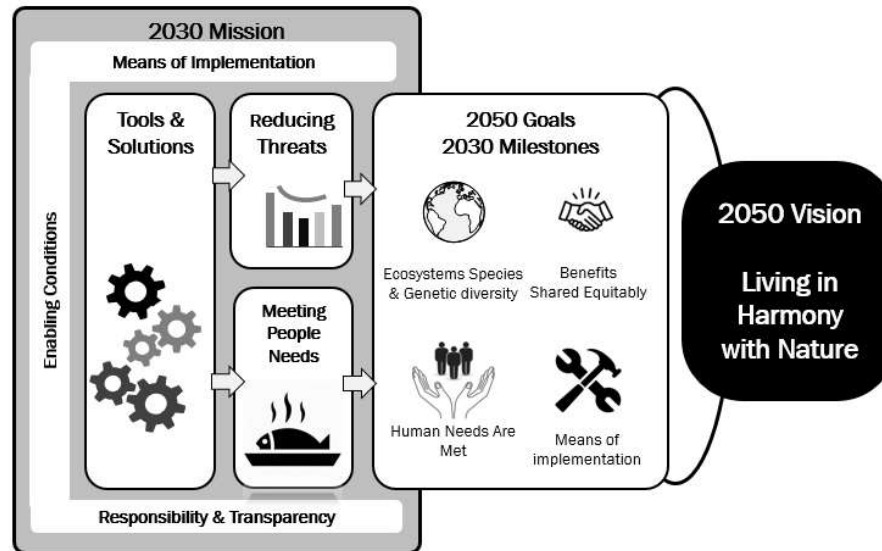 2030 Mission
Means of Implementation
Enabling Conditions
Tools &
Solutions
Reducing
Threats
Meeting
People
Needs
Responsibility & Transparency
2050 Goals
2030 Milestones
Ecosystems Species
& Genetic diversity
Benefits
Shared Equitably
Human Needs Are
Met
Means of
implementation
2050 Vision
Living in
Harmony
with Nature